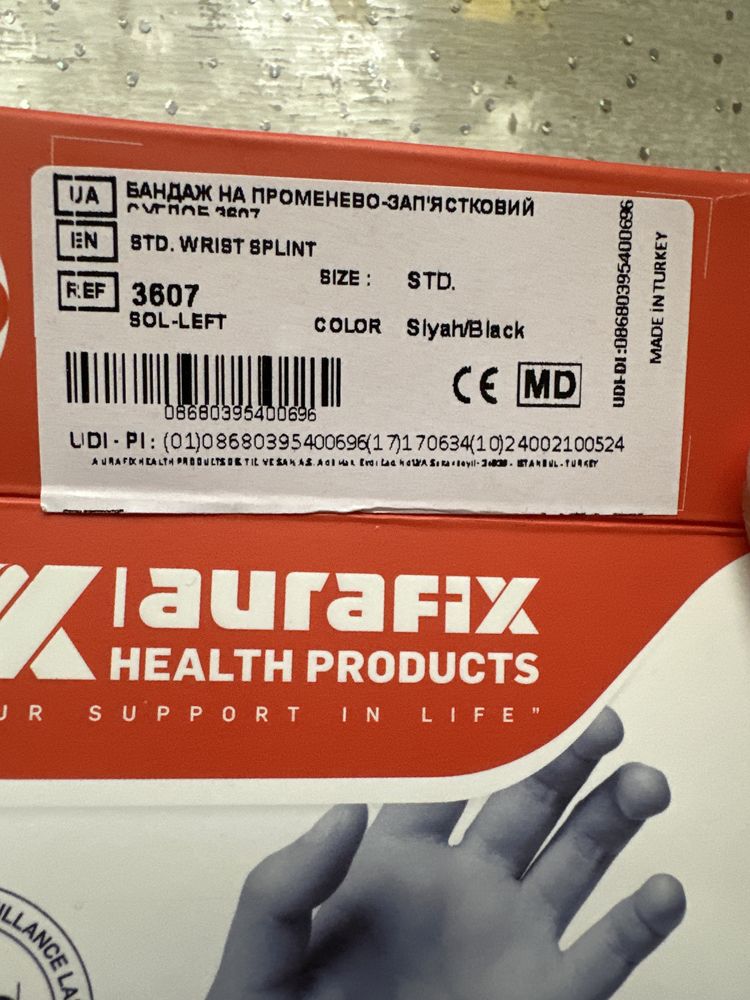 UA БАНДАЖ НА ПРОМЕНЕВО-ЗАП'ЯСТКОВИЙ
СУГЛОБ 3607
EN STD. WRIST SPLINT
SIZE : STD.
REF 3607
SOL-LEFT
COLOR Siyah/Black
CE MD
08680395400696
UDI - PI : (01)08680395400696(17)170634(10)24002100524
UDI-DI :08680395400696
MADE İN TURKEY
aurafix
HEALTH PRODUCTS
UR SUPPORT IN LIFE"